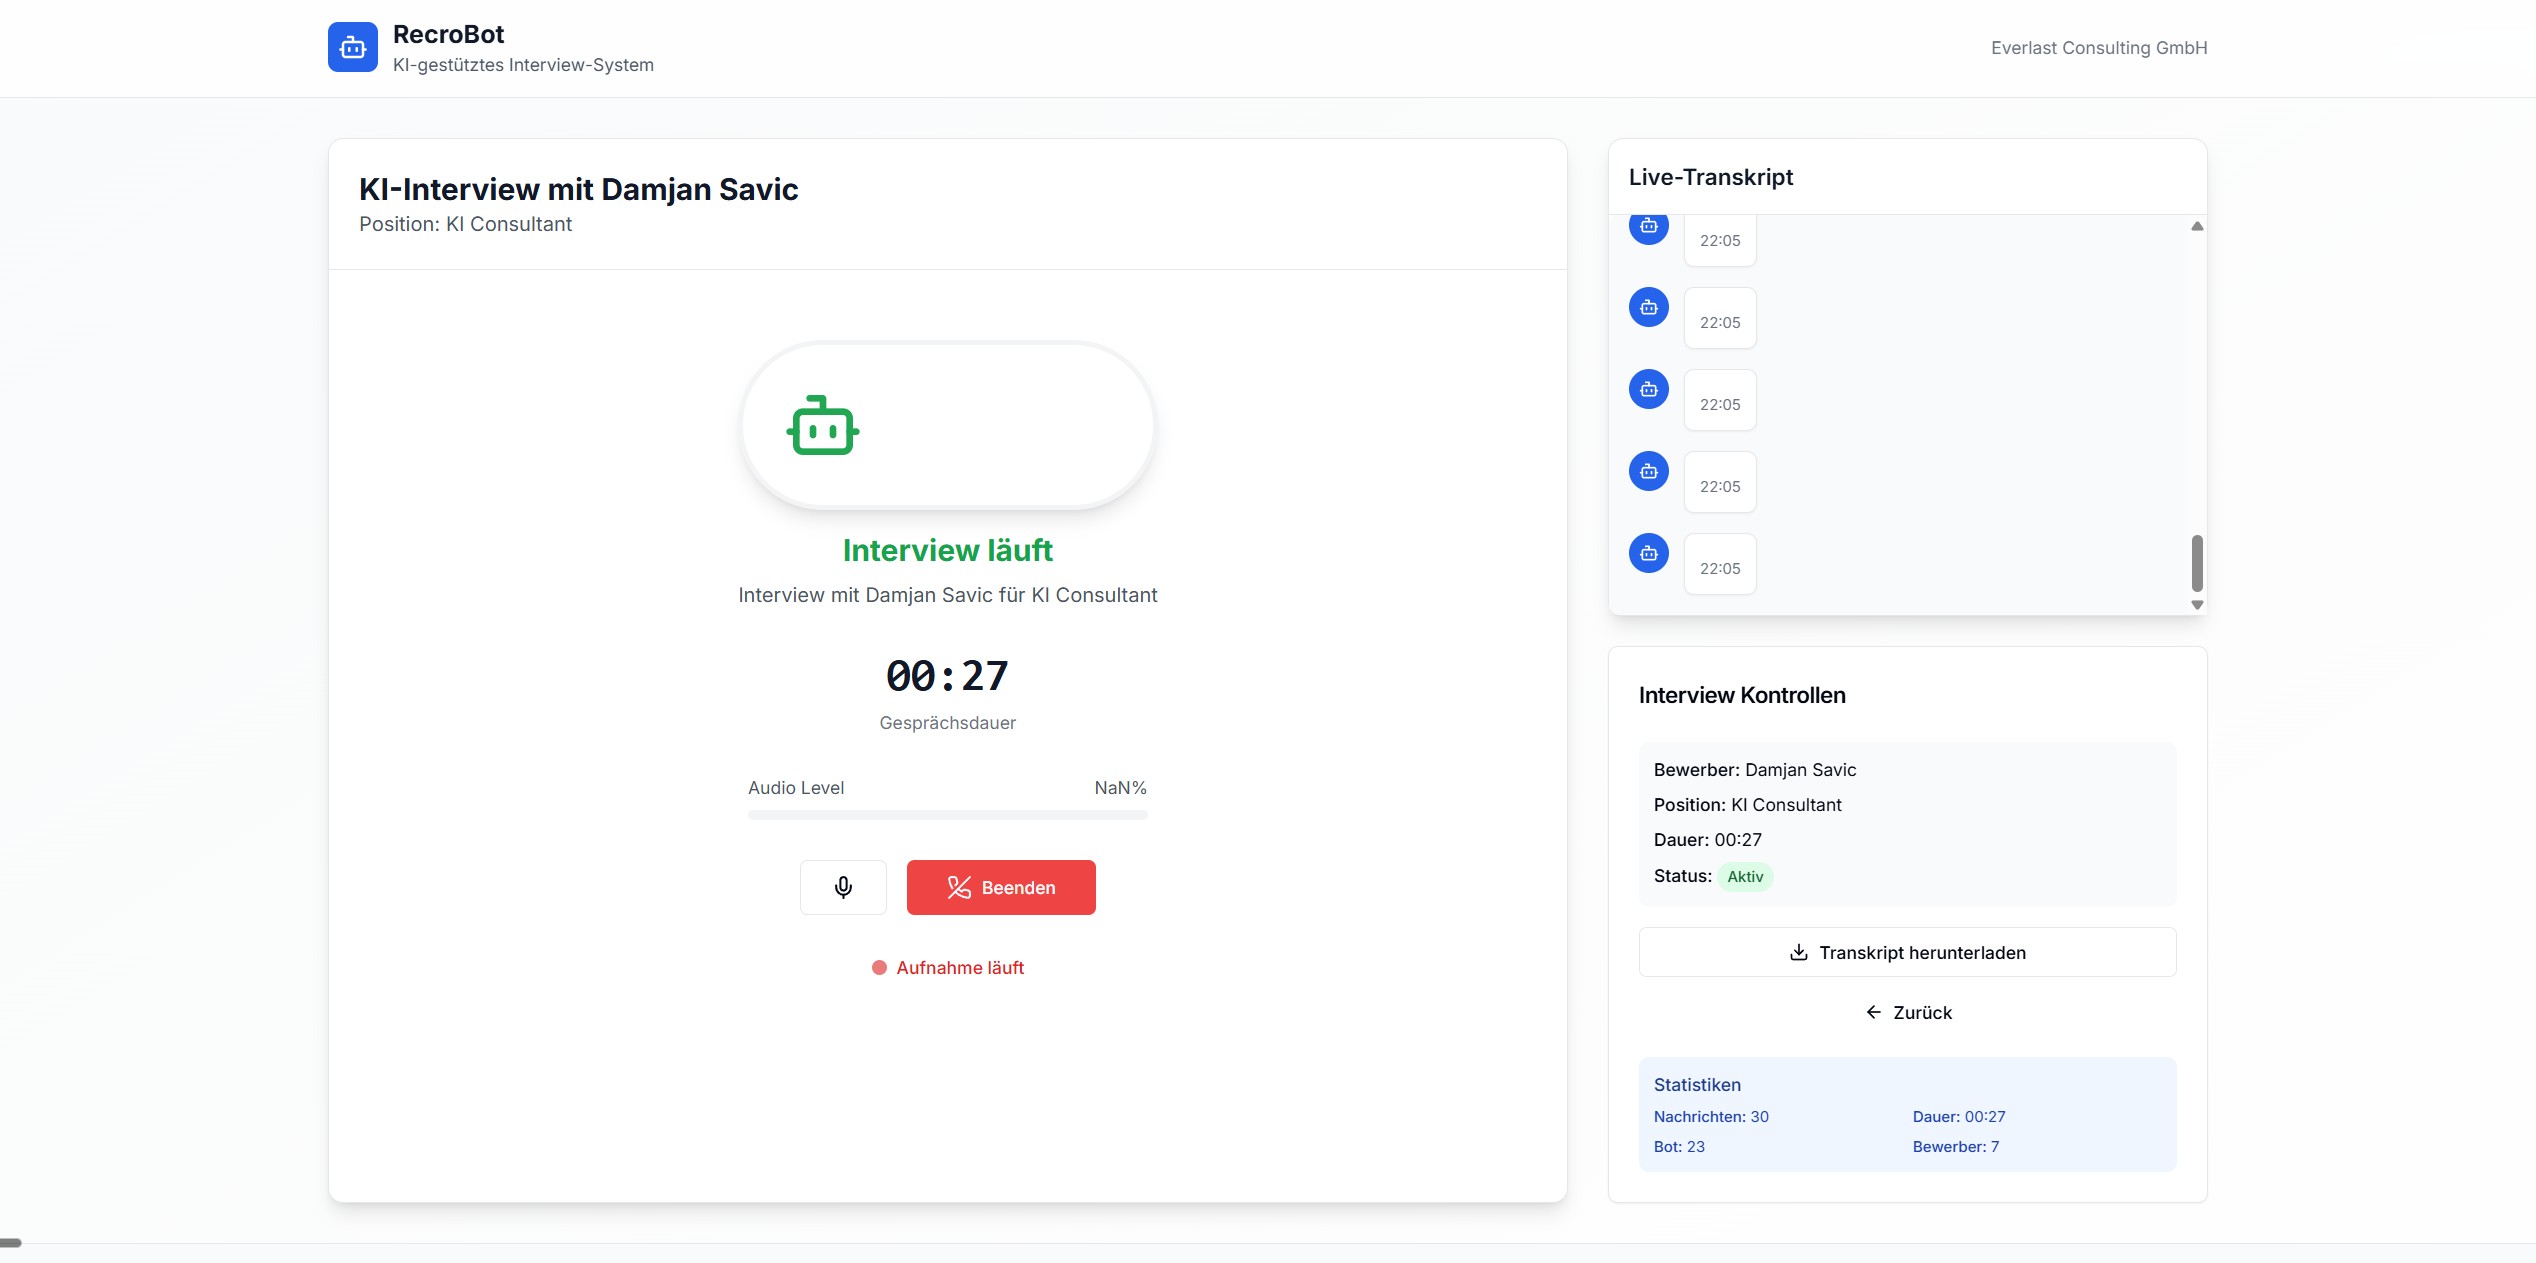 RecroBot
KI-gestütztes Interview-System
Everlast Consulting GmbH
KI-Interview mit Damjan Savic
Position: KI Consultant
Interview läuft
Interview mit Damjan Savic für KI Consultant
00:27
Gesprächsdauer
Audio Level NaN%
Beenden
Aufnahme läuft
Live-Transkript
22:05
22:05
22:05
22:05
22:05
Interview Kontrollen
Bewerber: Damjan Savic
Position: KI Consultant
Dauer: 00:27
Status: Aktiv
Transkript herunterladen
Zurück
Statistiken
Nachrichten: 30 Dauer: 00:27
Bot: 23 Bewerber: 7